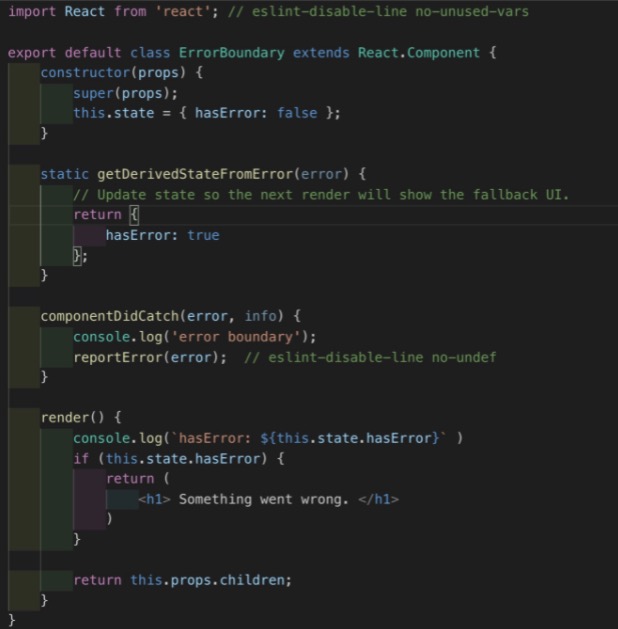 import React from 'react'; // eslint-disable-line no-unused-vars

export default class ErrorBoundary extends React.Component {
    constructor(props) {
        super(props);
        this.state = { hasError: false };
    }

    static getDerivedStateFromError(error) {
        // Update state so the next render will show the fallback UI.
        return {
            hasError: true
        };
    }

    componentDidCatch(error, info) {
        console.log('error boundary');
        reportError(error);  // eslint-disable-line no-undef
    }

    render() {
        console.log(`hasError: ${this.state.hasError}` )
        if (this.state.hasError) {
            return (
                <h1> Something went wrong. </h1>
            )
        }

        return this.props.children;
    }
}